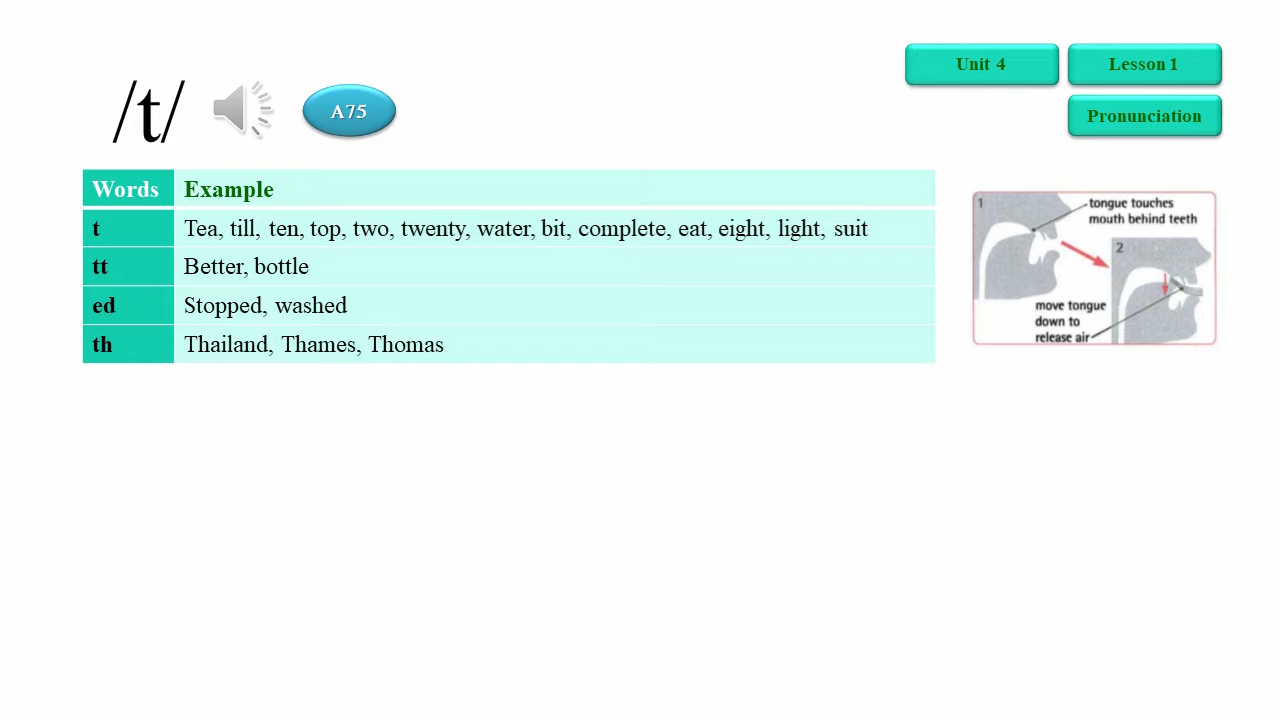 Unit 4
Lesson 1
/t/
A75
Pronunciation
Words Example
t Tea, till, ten, top, two, twenty, water, bit, complete, eat, eight, light, suit
tt Better, bottle
ed Stopped, washed
th Thailand, Thames, Thomas
1
tongue touches
mouth behind teeth
2
move tongue
down to
release air